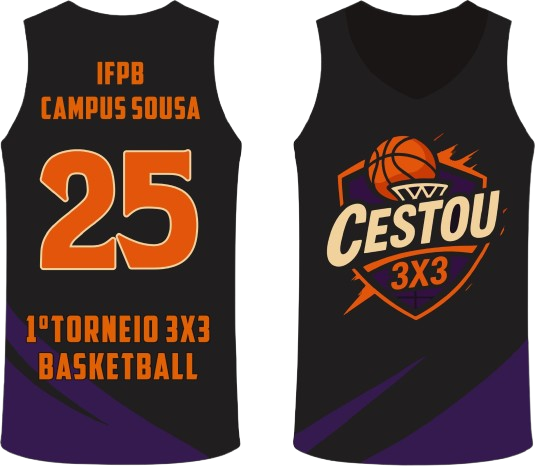 IFPB
CAMPUS SOUSA
25
1ºTORNEIO 3X3
BASKETBALL
CESTOU
3X3